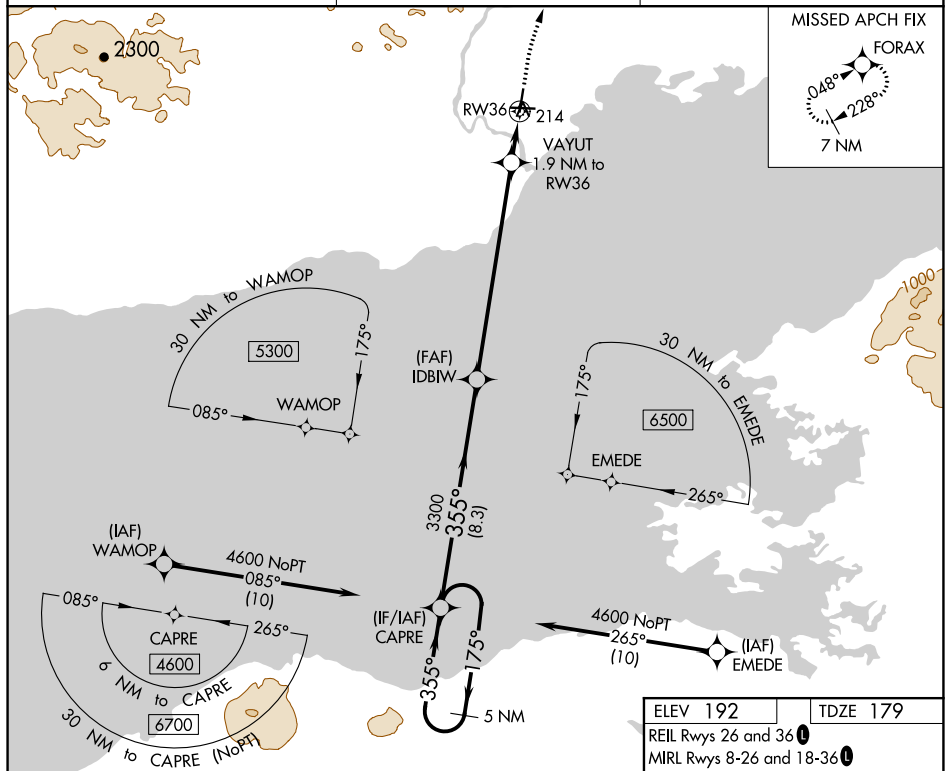 2300
MISSED APCH FIX
FORAX
048°
228°
7 NM
RW36
214
VAYUT
1.9 NM to
RW36
30 NM to WAMOP
5300
175°
085°
WAMOP
(FAF)
IDBIW
30 NM to EMEDE
6500
175°
EMEDE
265°
1000
3300
355°
(8.3)
(IAF)
WAMOP
4600 NoPT
085°
(10)
(IF/IAF)
CAPRE
4600 NoPT
265°
(10)
(IAF)
EMEDE
085°
265°
CAPRE
4600
6 NM to CAPRE
6700
30 NM to CAPRE (NoPT)
355°
175°
5 NM
ELEV 192
TDZE 179
REIL Rwys 26 and 36 L
MIRL Rwys 8-26 and 18-36 L